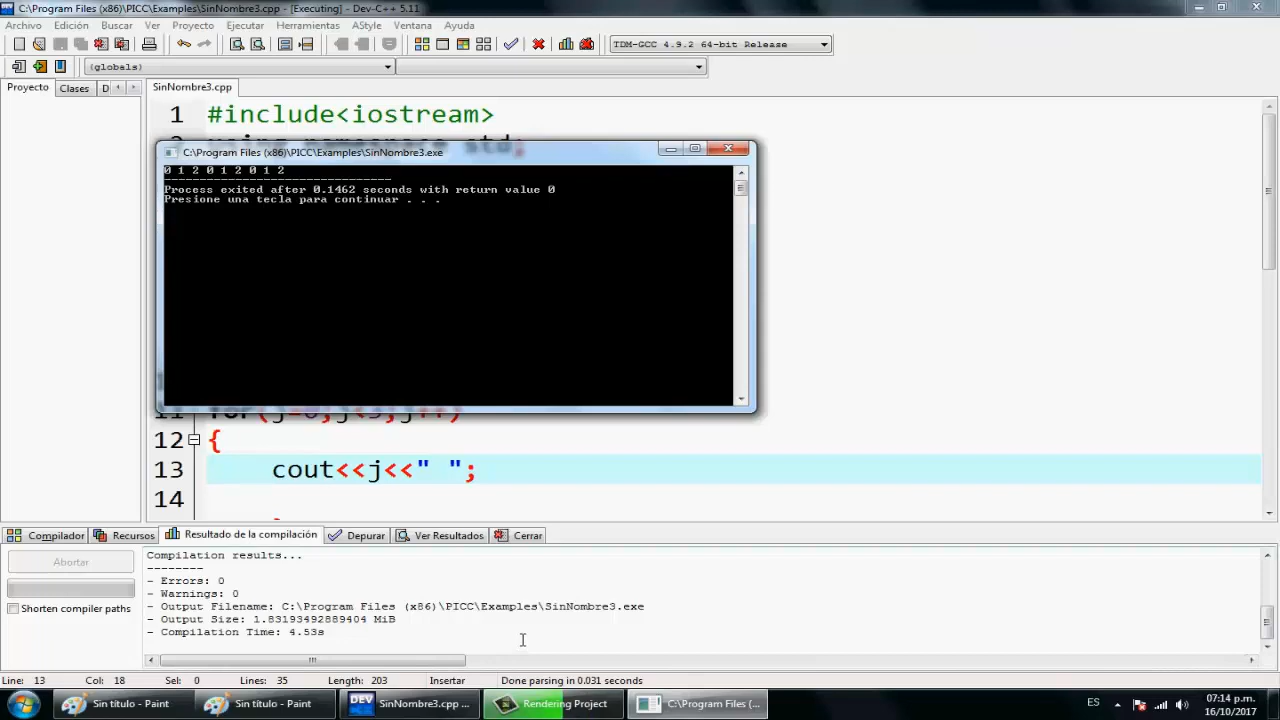 C:\Program Files (x86)\PICC\Examples\SinNombre3.cpp - [Executing] - Dev-C++ 5.11
Archivo Edición Buscar Ver Proyecto Ejecutar Herramientas AStyle Ventana Ayuda
TDM-GCC 4.9.2 64-bit Release
(globals)
Proyecto Clases D SinNombre3.cpp
1 #include<iostream>
using namespace std;
C:\Program Files (x86)\PICC\Examples\SinNombre3.exe
0 1 2 0 1 2 0 1 2
--------------------------------
Process exited after 0.1462 seconds with return value 0
Presione una tecla para continuar . . .
12 {
13 cout<<j<<" ";
14
Compilador Recursos Resultado de la compilación Depurar Ver Resultados Cerrar
Abortar
Shorten compiler paths
Compilation results...
--------
- Errors: 0
- Warnings: 0
- Output Filename: C:\Program Files (x86)\PICC\Examples\SinNombre3.exe
- Output Size: 1.83193492889404 MiB
- Compilation Time: 4.53s
Line: 13 Col: 18 Sel: 0 Lines: 35 Length: 203 Insertar Done parsing in 0.031 seconds
Sin título - Paint Sin título - Paint DEV SinNombre3.cpp ... Rendering Project C:\Program Files (... ES 07:14 p.m.
16/10/2017